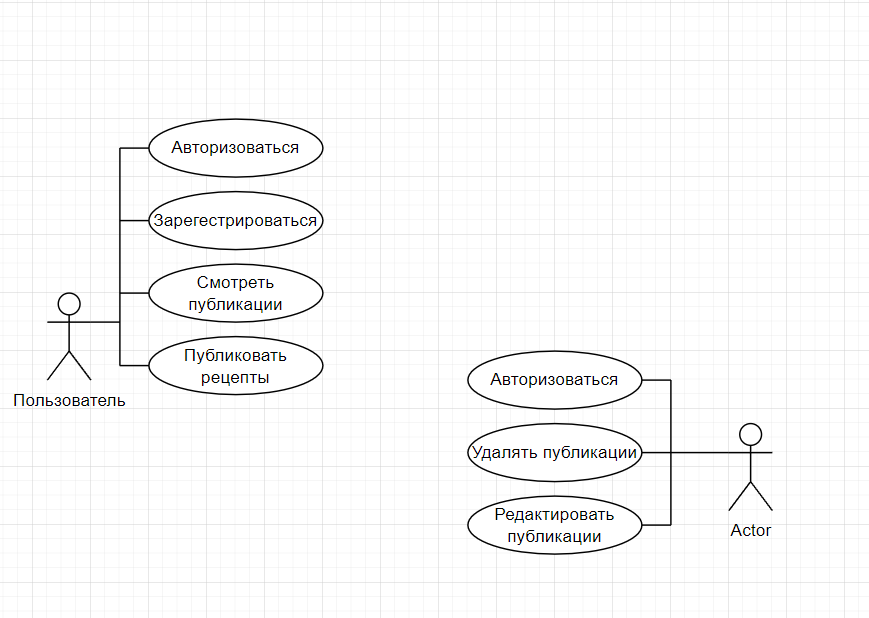 Авторизоваться
Зарегестрироваться
Смотреть
публикации
Публиковать
рецепты
Пользователь
Авторизоваться
Удалять публикации
Редактировать
публикации
Actor